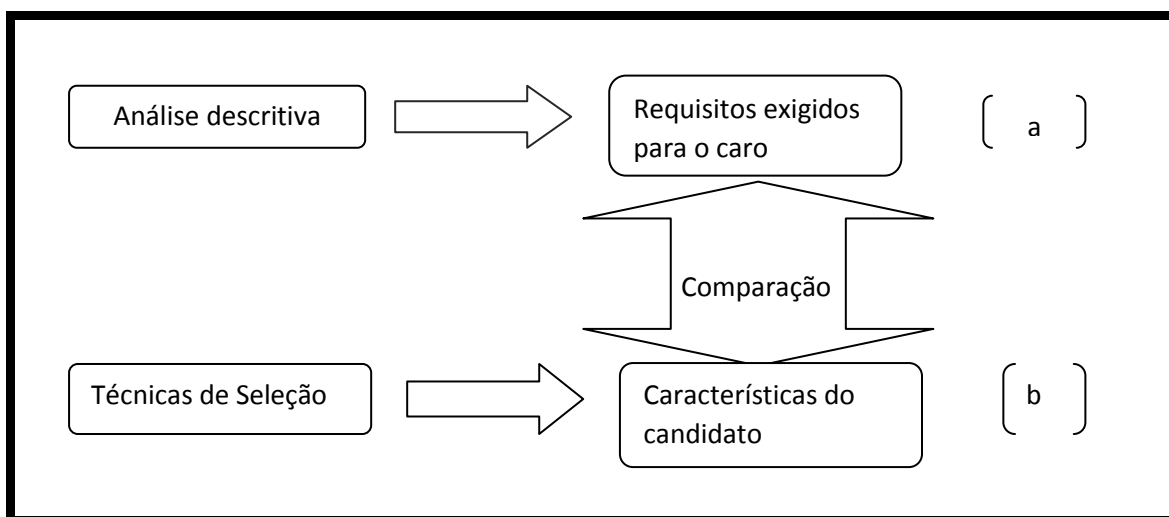 Análise descritiva
Requisitos exigidos
para o caro
a
Comparação
Técnicas de Seleção
Características do
candidato
b